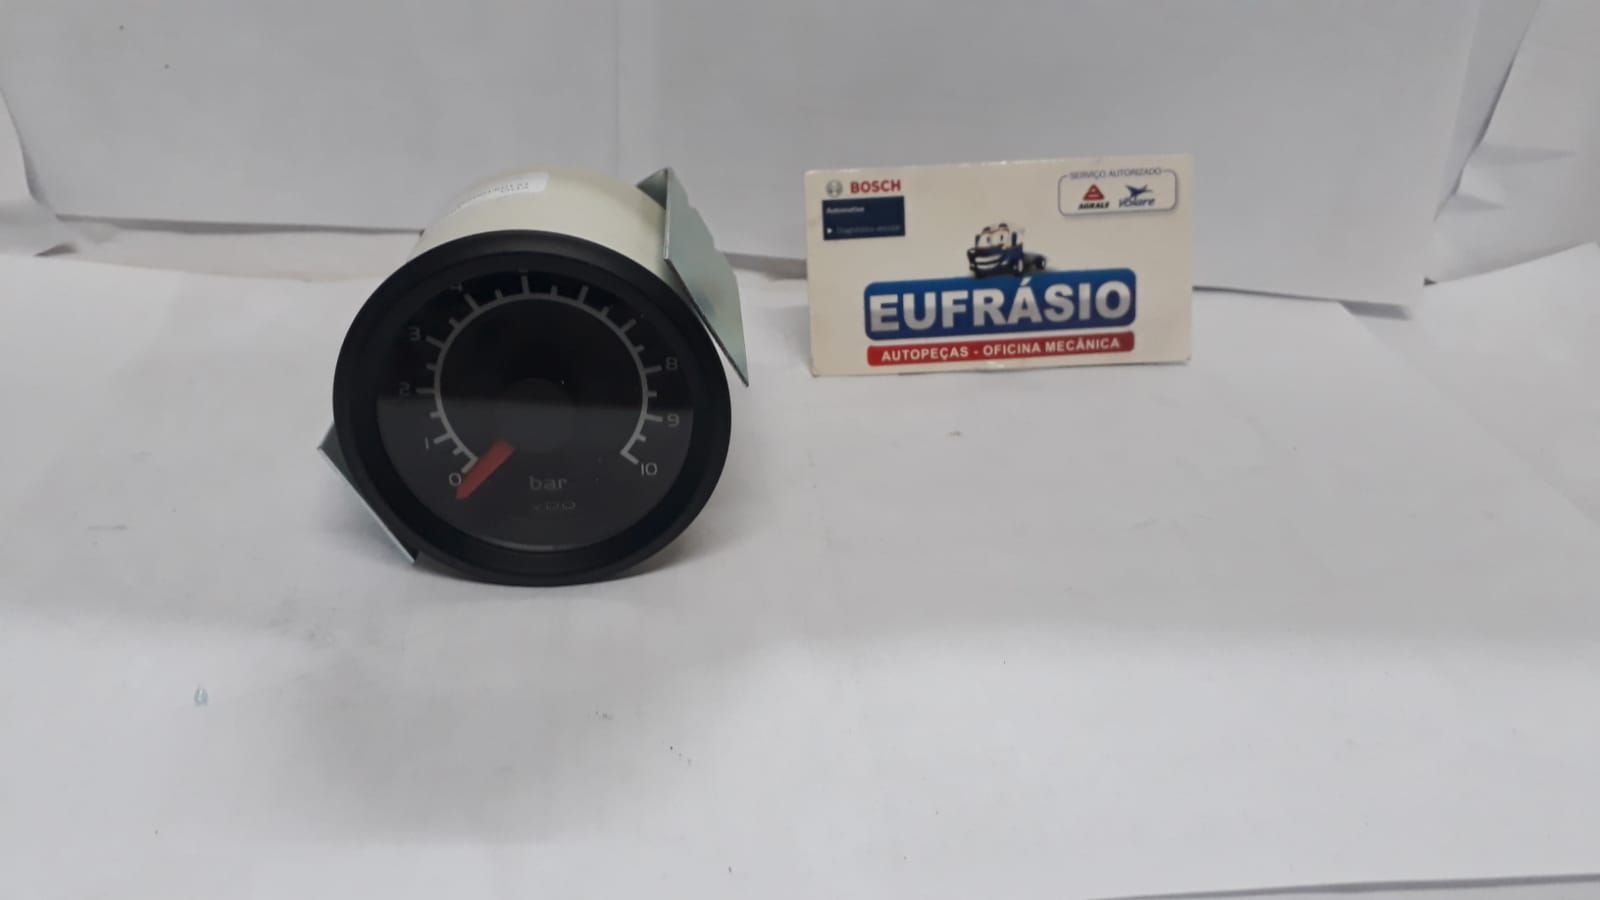 3
2
1
0
8
9
10
bar
VDO
BOSCH
Automotive
SERVIÇO AUTORIZADO
AGRALE
Volare
EUFRÁSIO
AUTOPEÇAS - OFICINA MECÂNICA